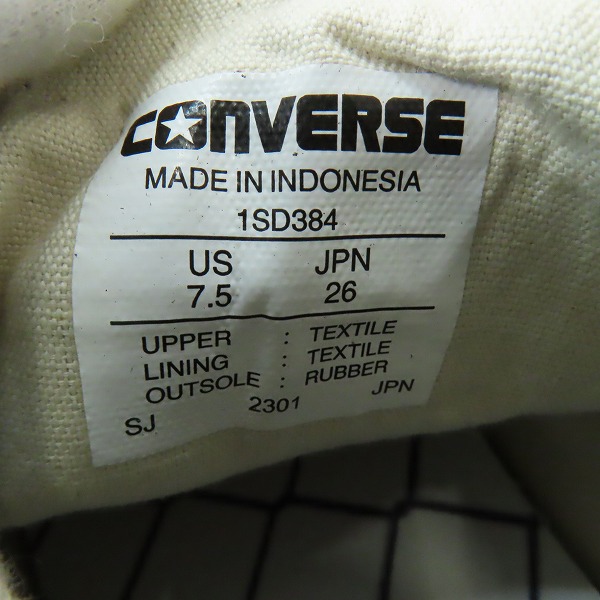 CONVERSE
MADE IN INDONESIA
1SD384
US JPN
7.5 26
UPPER : TEXTILE
LINING : TEXTILE
OUTSOLE : RUBBER
SJ 2301 JPN